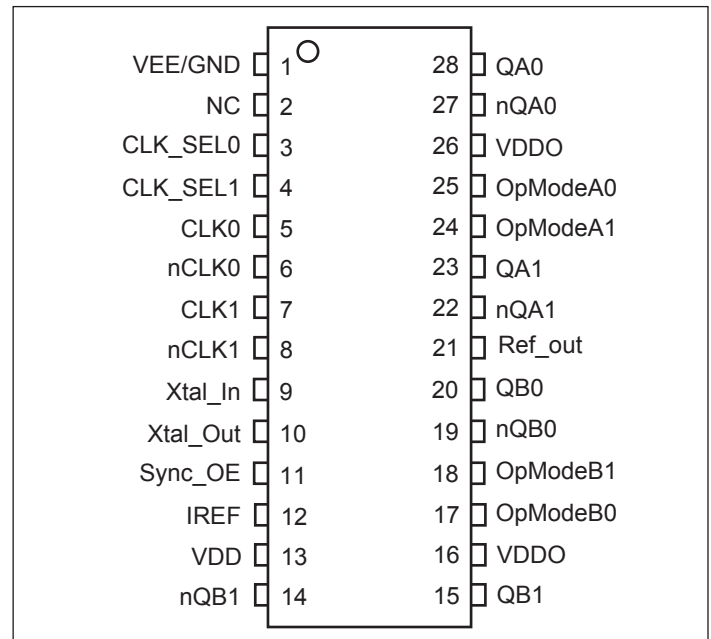 VEE/GND 1 28 QA0
NC 2 27 nQA0
CLK_SEL0 3 26 VDDO
CLK_SEL1 4 25 OpModeA0
CLK0 5 24 OpModeA1
nCLK0 6 23 QA1
CLK1 7 22 nQA1
nCLK1 8 21 Ref_out
Xtal_In 9 20 QB0
Xtal_Out 10 19 nQB0
Sync_OE 11 18 OpModeB1
IREF 12 17 OpModeB0
VDD 13 16 VDDO
nQB1 14 15 QB1